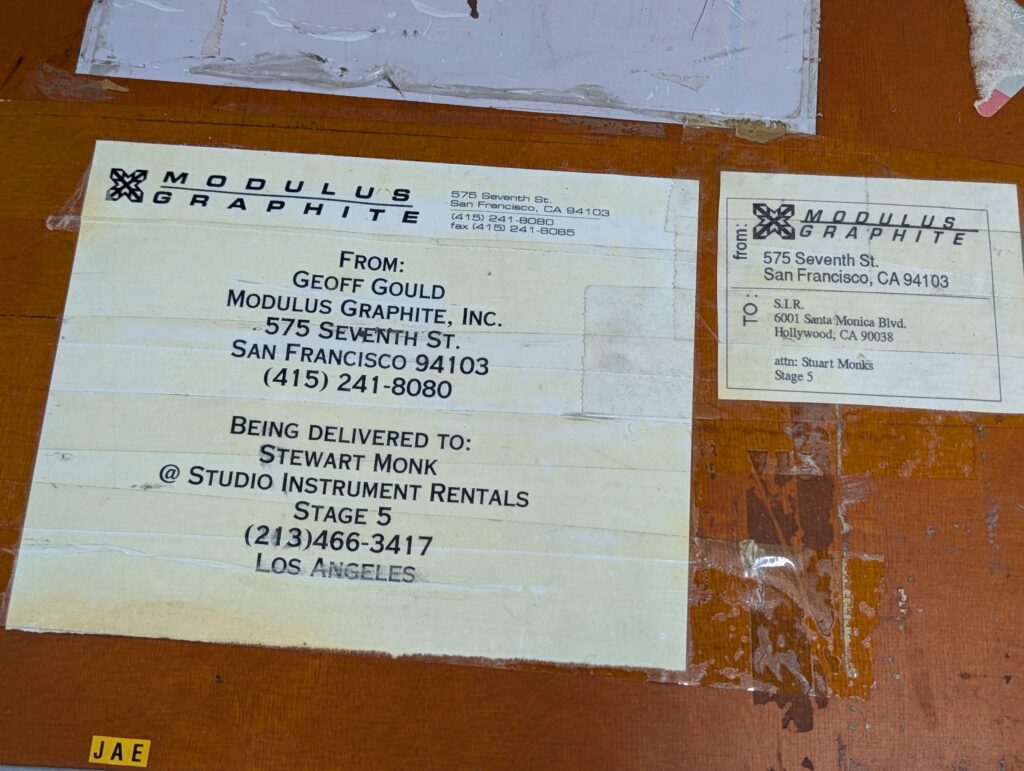 MODULUS
GRAPHITE
575 Seventh St.
San Francisco, CA 94103
(415) 241-8080
fax (415) 241-8085
FROM:
GEOFF GOULD
MODULUS GRAPHITE, INC.
575 SEVENTH ST.
SAN FRANCISCO 94103
(415) 241-8080
BEING DELIVERED TO:
STEWART MONK
@ STUDIO INSTRUMENT RENTALS
STAGE 5
(213)466-3417
LOS ANGELES
from:
MODULUS
GRAPHITE
575 Seventh St.
San Francisco, CA 94103
TO:
S.I.R.
6001 Santa Monica Blvd.
Hollywood, CA 90038
attn: Stuart Monks
Stage 5
JAE